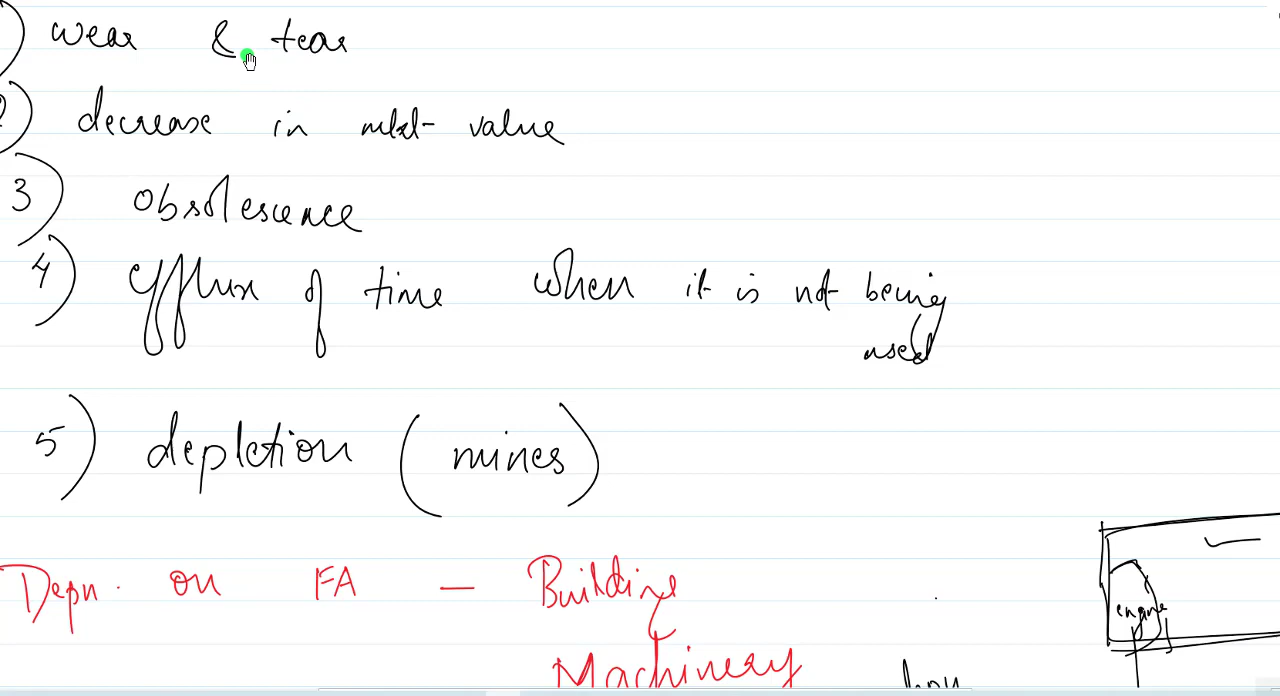 ) wear & tear
2) decrease in mkt value
3) obsolescence
4) efflux of time when it is not being
used
5) depletion (mines)
Depn. on FA — Building
engine
Machinery